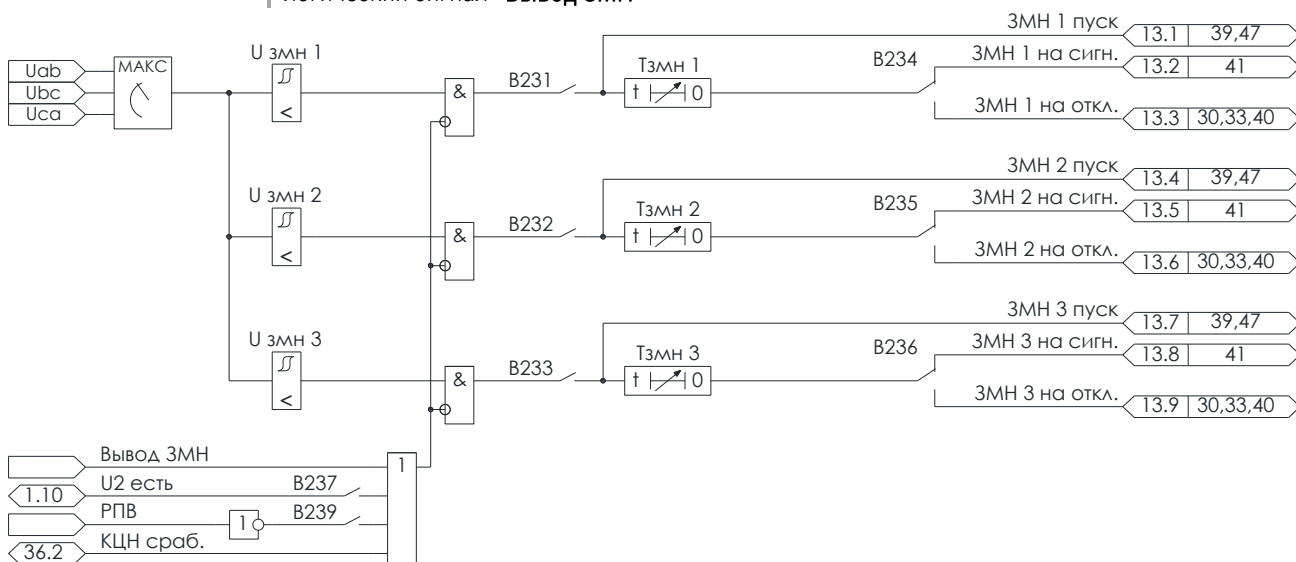 Вывод ЗМН
ЗМН 1 пуск
13.1 39,47
U змн 1
Uab
МАКС
Тзмн 1
B234
ЗМН 1 на сигн.
13.2 41
Ubc
<
&
B231
t 0
Uca
ЗМН 1 на откл.
13.3 30,33,40
ЗМН 2 пуск
13.4 39,47
U змн 2
Тзмн 2
B235
ЗМН 2 на сигн.
13.5 41
<
&
B232
t 0
ЗМН 2 на откл.
13.6 30,33,40
ЗМН 3 пуск
13.7 39,47
U змн 3
Тзмн 3
B236
ЗМН 3 на сигн.
13.8 41
<
&
B233
t 0
ЗМН 3 на откл.
13.9 30,33,40
Вывод ЗМН
1
1.10 U2 есть B237
РПВ 1 B239
36.2 КЦН сраб.